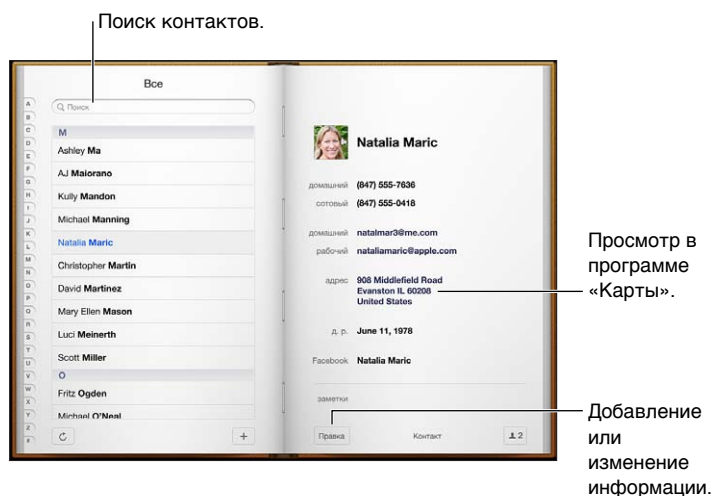 Поиск контактов.
Все
Поиск
A
B
C
D
E
F
G
H
I
J
K
L
M
N
O
P
Q
R
S
T
U
V
W
X
Y
Z
#
M
Ashley Ma
AJ Maiorano
Kully Mandon
Michael Manning
Natalia Maric
Christopher Martin
David Martinez
Mary Ellen Mason
Luci Meinerth
Scott Miller
O
Fritz Ogden
Michael O'Neal
Natalia Maric
домашний (847) 555-7636
сотовый (847) 555-0418
домашний natalmar3@me.com
рабочий nataliamaric@apple.com
адрес 908 Middlefield Road
Evanston IL 60208
United States
д. р. June 11, 1978
Facebook Natalia Maric
заметки
Правка
Контакт
2
Просмотр в
программе
«Карты».
Добавление
или
изменение
информации.